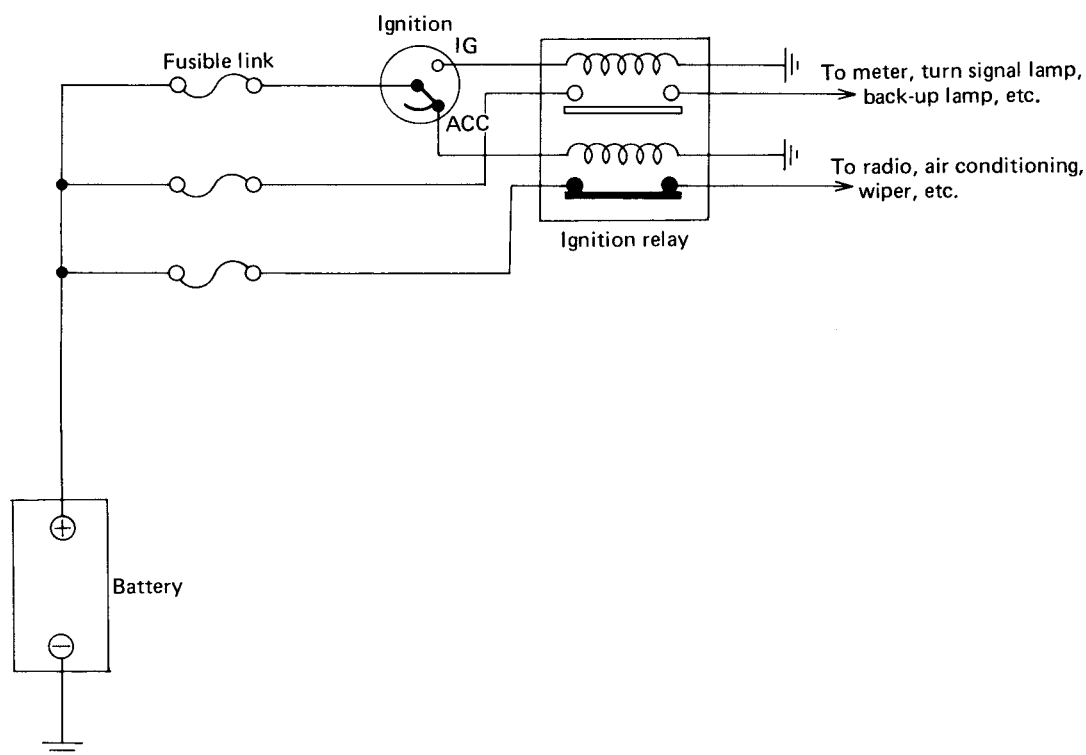 Ignition
IG
Fusible link
ACC
To meter, turn signal lamp,
back-up lamp, etc.
To radio, air conditioning,
wiper, etc.
Ignition relay
+
Battery
−